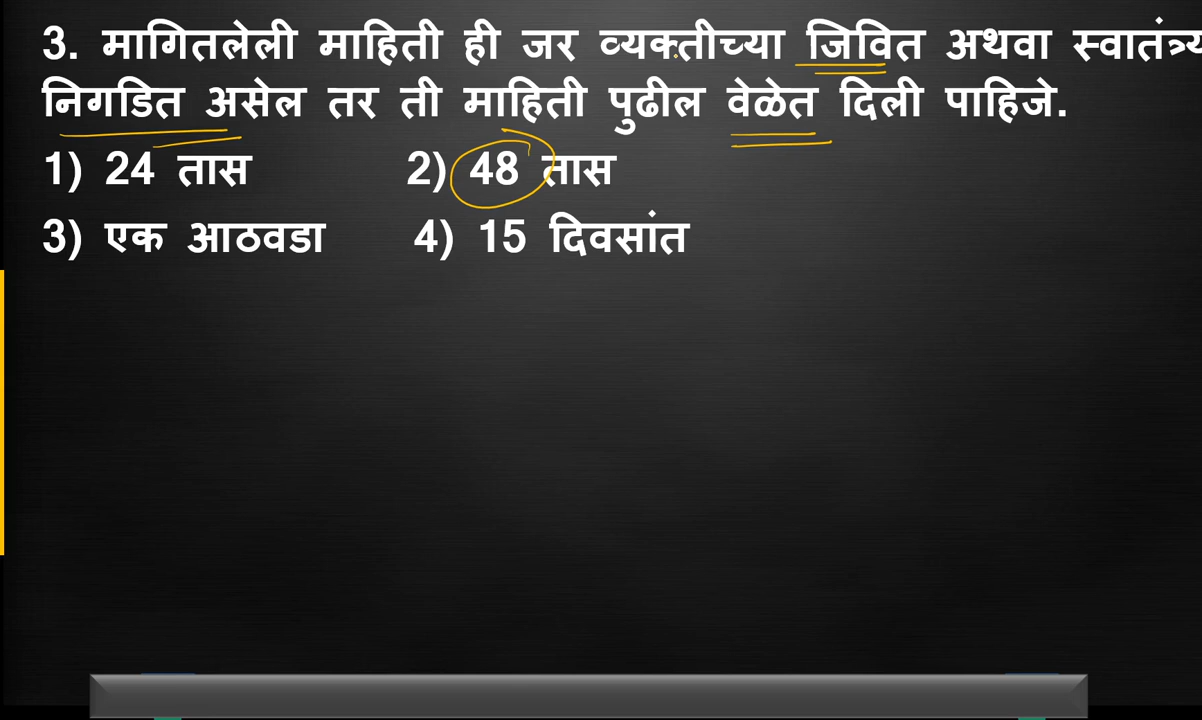 3. मागितलेली माहिती ही जर व्यक्तीच्या जिवित अथवा
निगडित असेल तर ती माहिती पुढील वेळेत दिली पाहिजे.
1) 24 तास 2) 48 तास
3) एक आठवडा 4) 15 दिवसांत